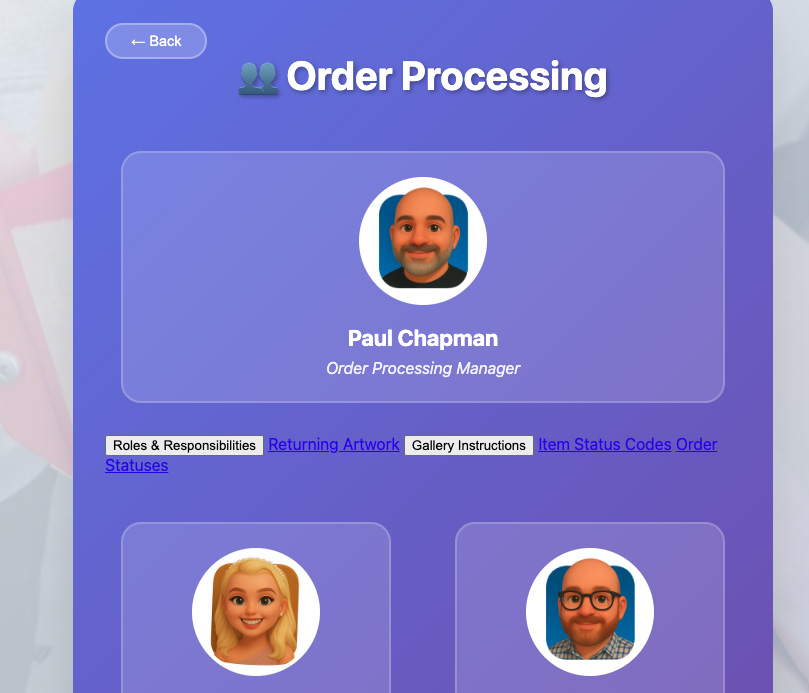 ← Back
👥 Order Processing
Paul Chapman
Order Processing Manager
Roles & Responsibilities Returning Artwork Gallery Instructions Item Status Codes Order
Statuses